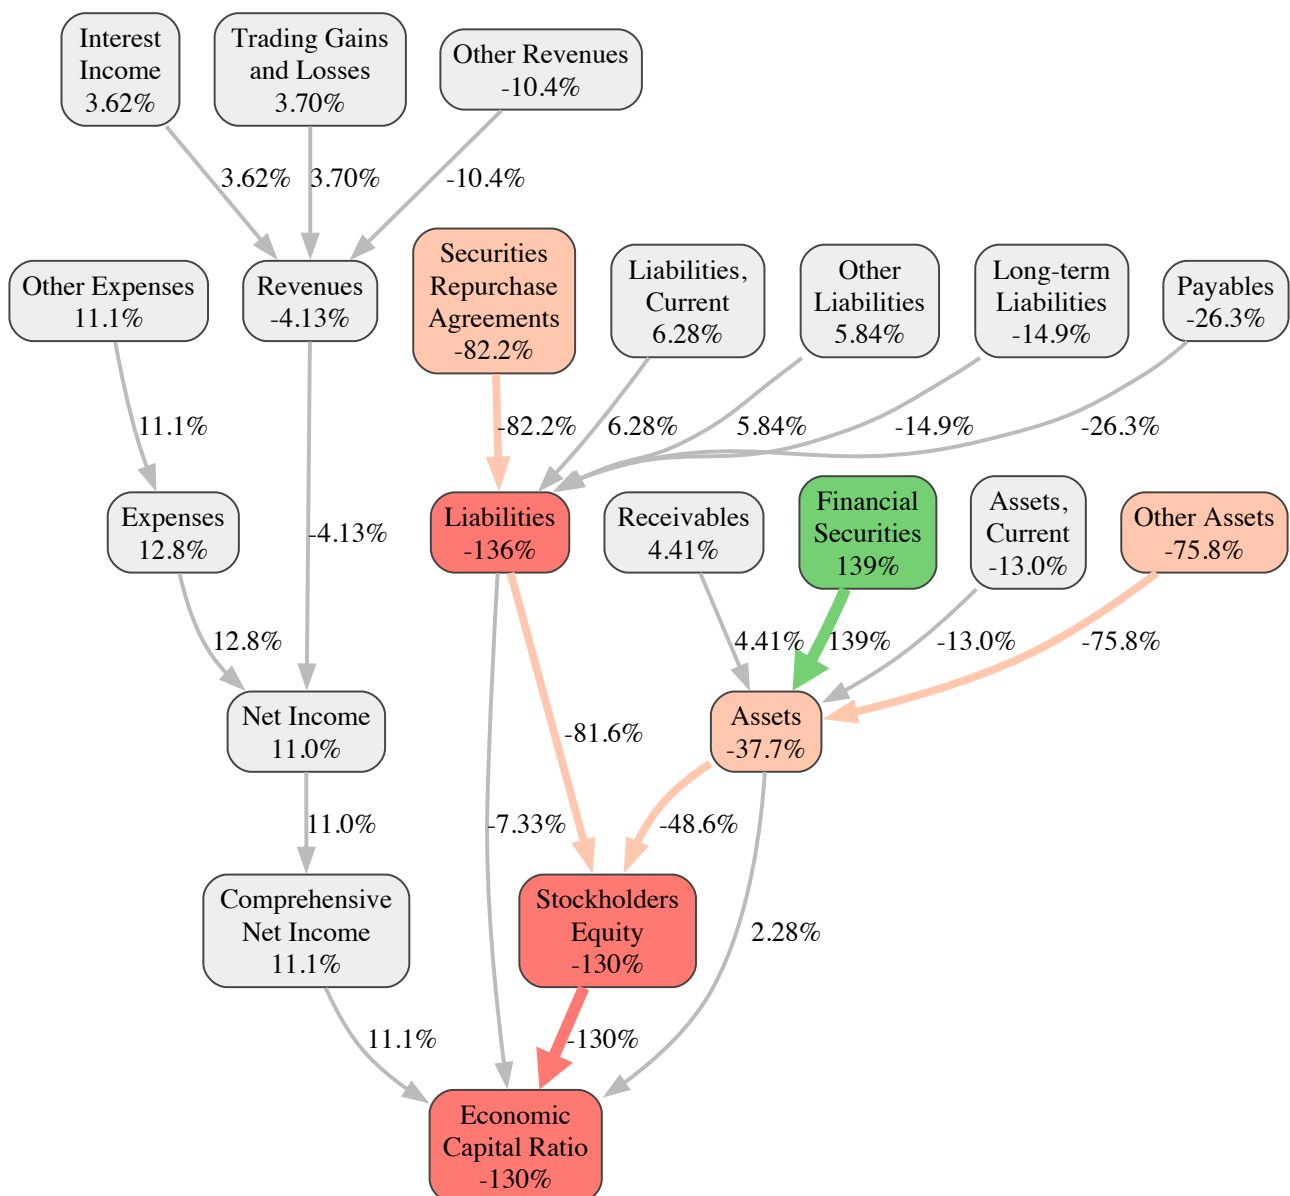 Interest
Income
3.62%
Trading Gains
and Losses
3.70%
Other Revenues
-10.4%
3.62%
3.70%
-10.4%
Other Expenses
11.1%
Revenues
-4.13%
Securities
Repurchase
Agreements
-82.2%
Liabilities,
Current
6.28%
Other
Liabilities
5.84%
Long-term
Liabilities
-14.9%
Payables
-26.3%
11.1%
-82.2%
6.28%
5.84%
-14.9%
-26.3%
Expenses
12.8%
-4.13%
Liabilities
-136%
Receivables
4.41%
Financial
Securities
139%
Assets,
Current
-13.0%
Other Assets
-75.8%
12.8%
4.41%
139%
-13.0%
-75.8%
Net Income
11.0%
-81.6%
Assets
-37.7%
11.0%
-7.33%
-48.6%
Comprehensive
Net Income
11.1%
Stockholders
Equity
-130%
2.28%
11.1%
-130%
Economic
Capital Ratio
-130%